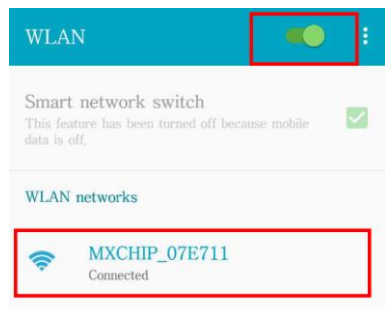 WLAN
Smart network switch
This feature has been turned off because mobile
data is off.
WLAN networks
MXCHIP_07E711
Connected